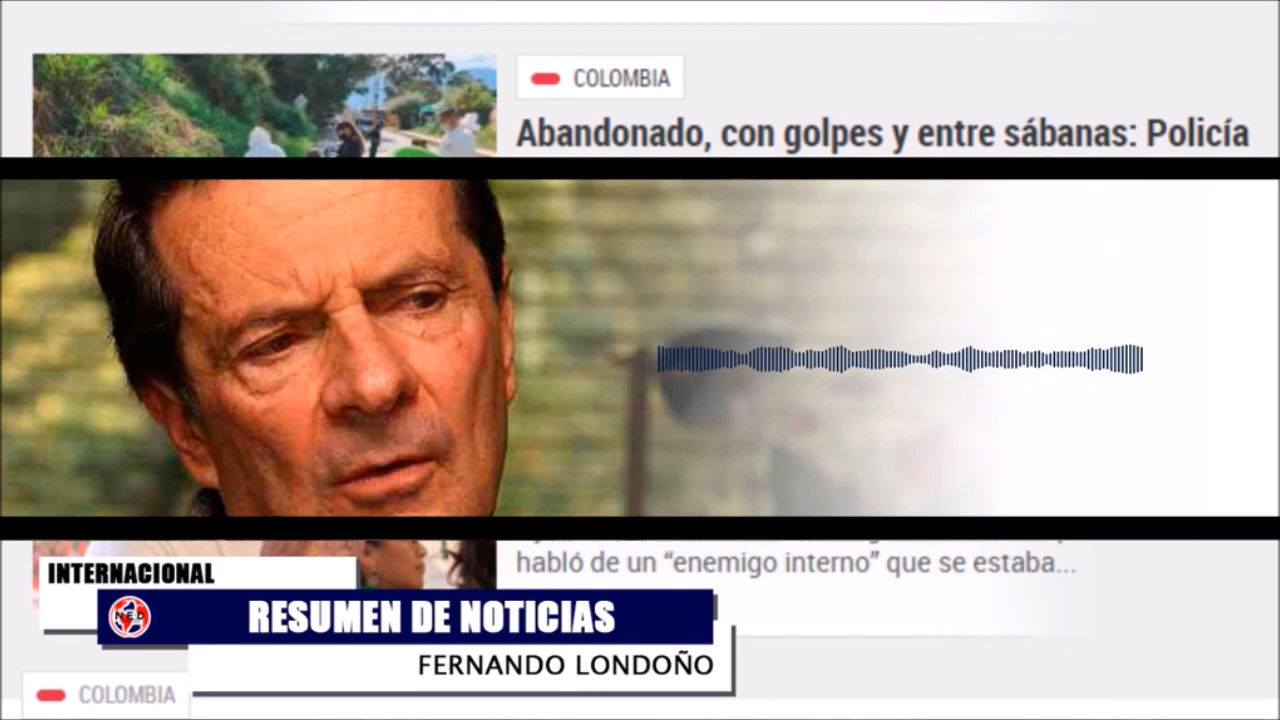 COLOMBIA
Abandonado, con golpes y entre sábanas: Policía
habló de un “enemigo interno” que se estaba...
INTERNACIONAL
RESUMEN DE NOTICIAS
FERNANDO LONDOÑO
COLOMBIA